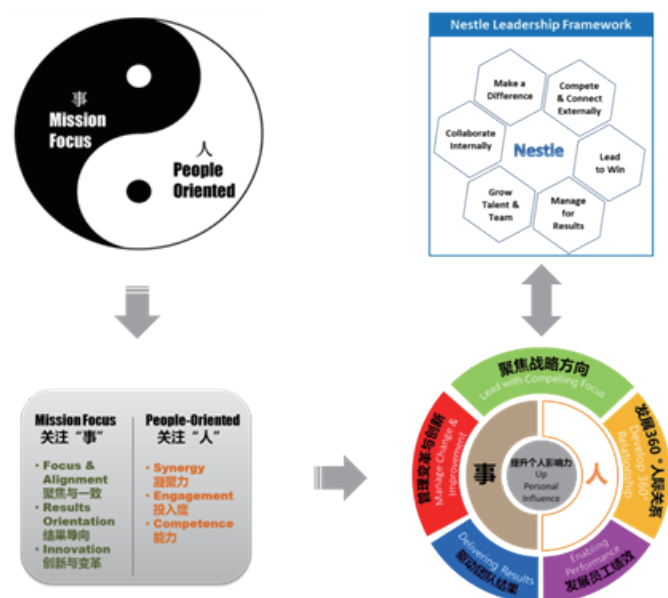 事
Mission
Focus
人
People
Oriented
Nestle Leadership Framework
Make a
Difference
Compete
& Connect
Externally
Collaborate
Internally
Nestle
Lead
to Win
Grow
Talent &
Team
Manage
for
Results
Mission Focus
关注“事”
• Focus &
Alignment
聚焦与一致
• Results
Orientation
结果导向
• Innovation
创新与变革
People-Oriented
关注“人”
• Synergy
凝聚力
• Engagement
投入度
• Competence
能力
聚焦战略方向
Lead with Compelling Focus
管理变革与创新
Manage Change &
improvement
发展360°人际关系
Develop 360°
Relationship
事
提升个人影响力
Up
Personal
Influence
人
Delivering Results
驱动团队结果
Enabling
Performance
发展员工绩效